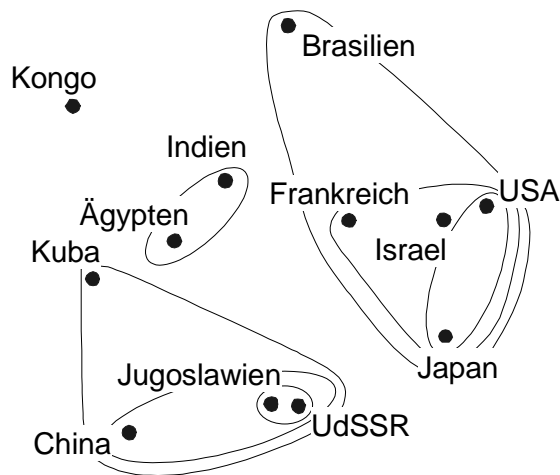 Brasilien
Kongo
Indien
Frankreich
USA
Ägypten
Israel
Kuba
Japan
Jugoslawien
UdSSR
China